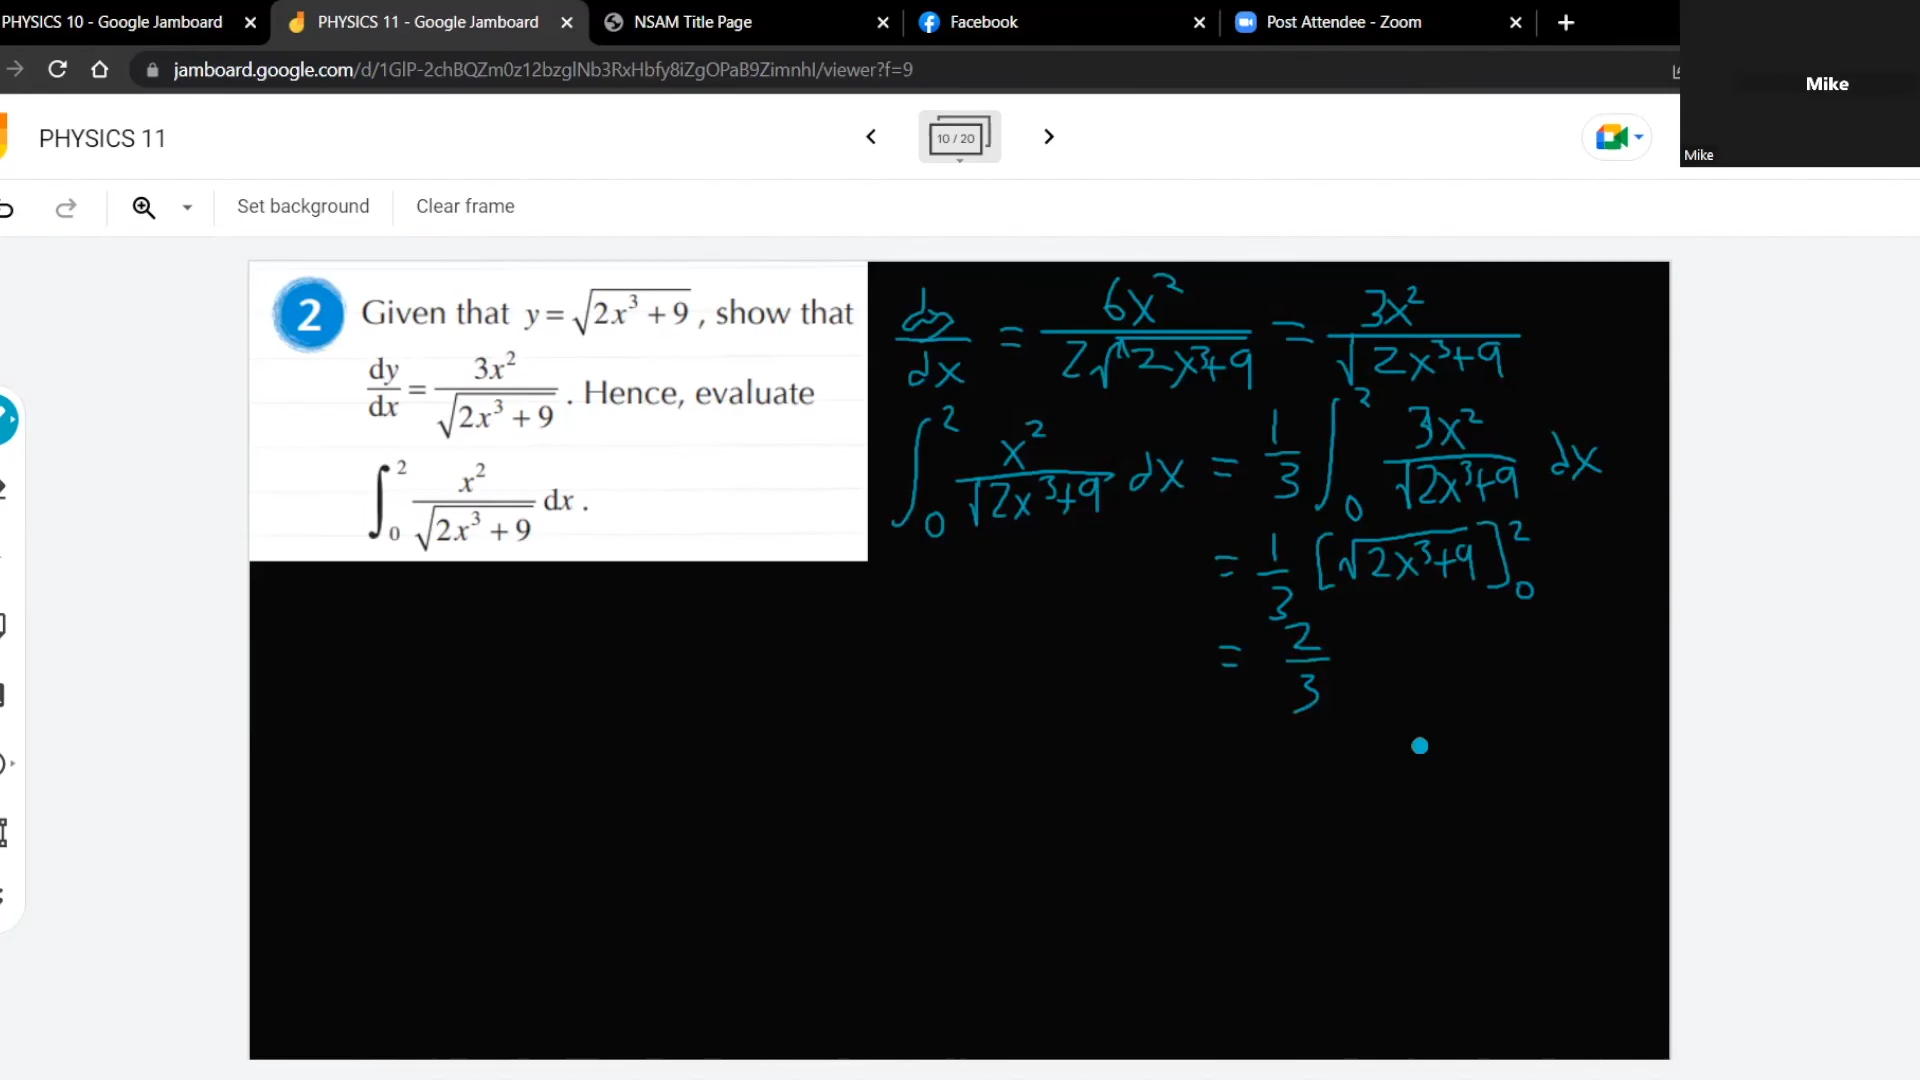 PHYSICS 10 - Google Jamboard PHYSICS 11 - Google Jamboard NSAM Title Page Facebook Post Attendee - Zoom
jamboard.google.com/d/1GlP-2chBQZm0z12bzglNb3RxHbfy8iZgOPaB9ZimnhI/viewer?f=9
Mike
Mike
PHYSICS 11
10 / 20
Set background Clear frame
2 Given that y = √(2x³ + 9) , show that
dy/dx = 3x²/√(2x³ + 9) . Hence, evaluate
∫₀² x²/√(2x³ + 9) dx .
dy/dx = 6x²/2√(2x³+9) = 3x²/√(2x³+9)
∫₀² x²/√(2x³+9) dx = 1/3 ∫₀² 3x²/√(2x³+9) dx
= 1/3 [√(2x³+9)]₀²
= 2/3